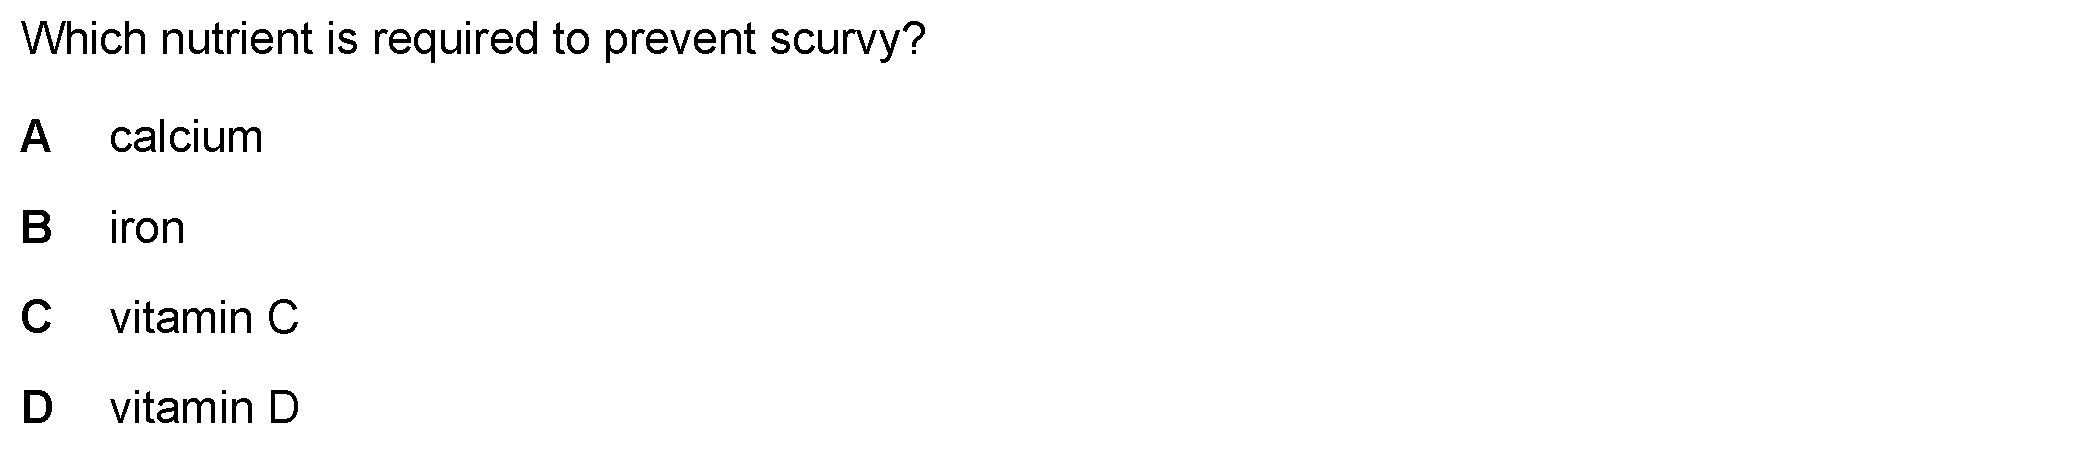 Which nutrient is required to prevent scurvy?
A calcium
B iron
C vitamin C
D vitamin D